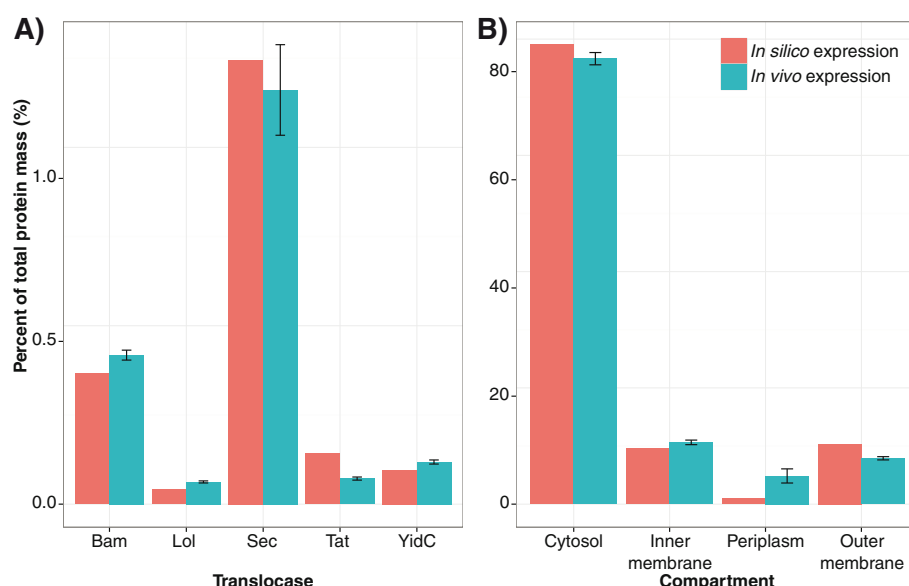 A)
B)
In silico expression
In vivo expression
Percent of total protein mass (%)
1.0
0.5
0.0
80
60
40
20
0
Bam Lol Sec Tat YidC
Translocase
Cytosol Inner membrane Periplasm Outer membrane
Compartment